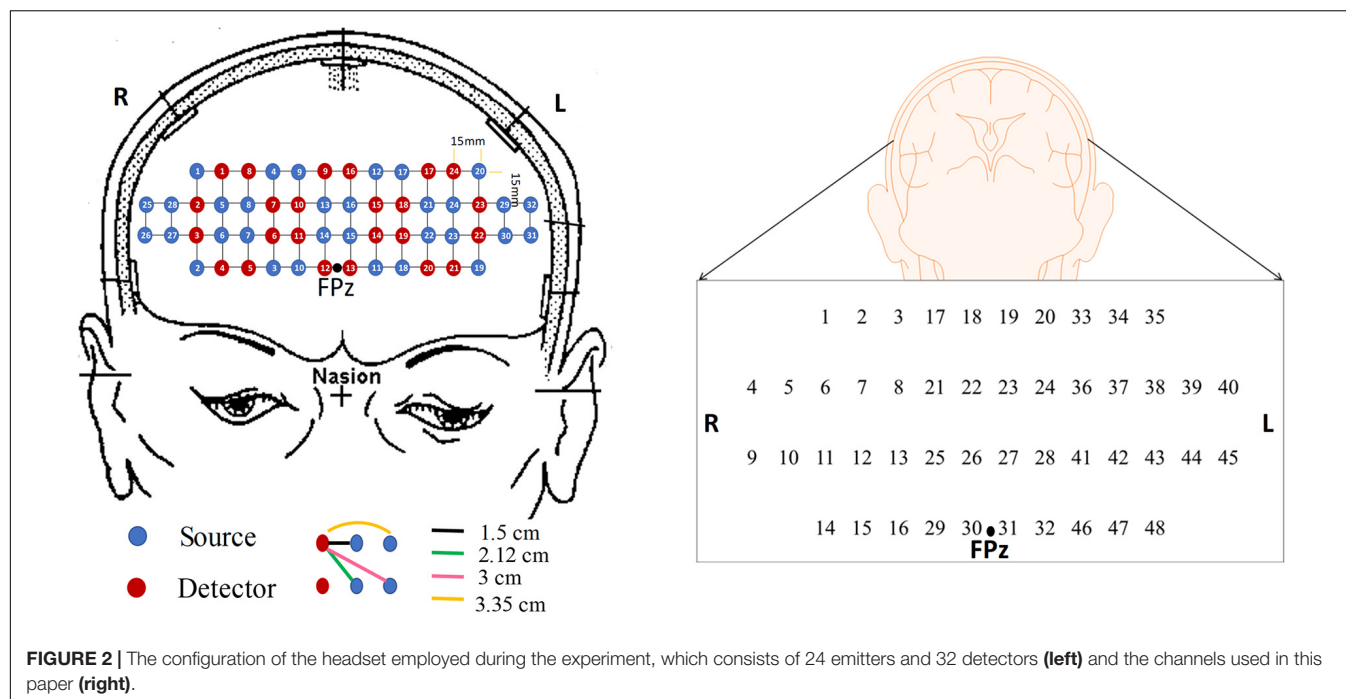 R
L
15mm
15mm
1 1 8 4 9 9 16 12 17 17 24 20
25 28 2 5 8 7 10 13 16 15 18 21 24 23 29 32
26 27 3 6 7 6 11 14 15 14 19 22 23 22 30 31
2 4 5 3 10 12 13 11 18 20 21 19
FPz
Nasion
Source
Detector
1.5 cm
2.12 cm
3 cm
3.35 cm
1 2 3 17 18 19 20 33 34 35
4 5 6 7 8 21 22 23 24 36 37 38 39 40
R
L
9 10 11 12 13 25 26 27 28 41 42 43 44 45
14 15 16 29 30 31 32 46 47 48
FPz
FIGURE 2 | The configuration of the headset employed during the experiment, which consists of 24 emitters and 32 detectors (left) and the channels used in this
paper (right).